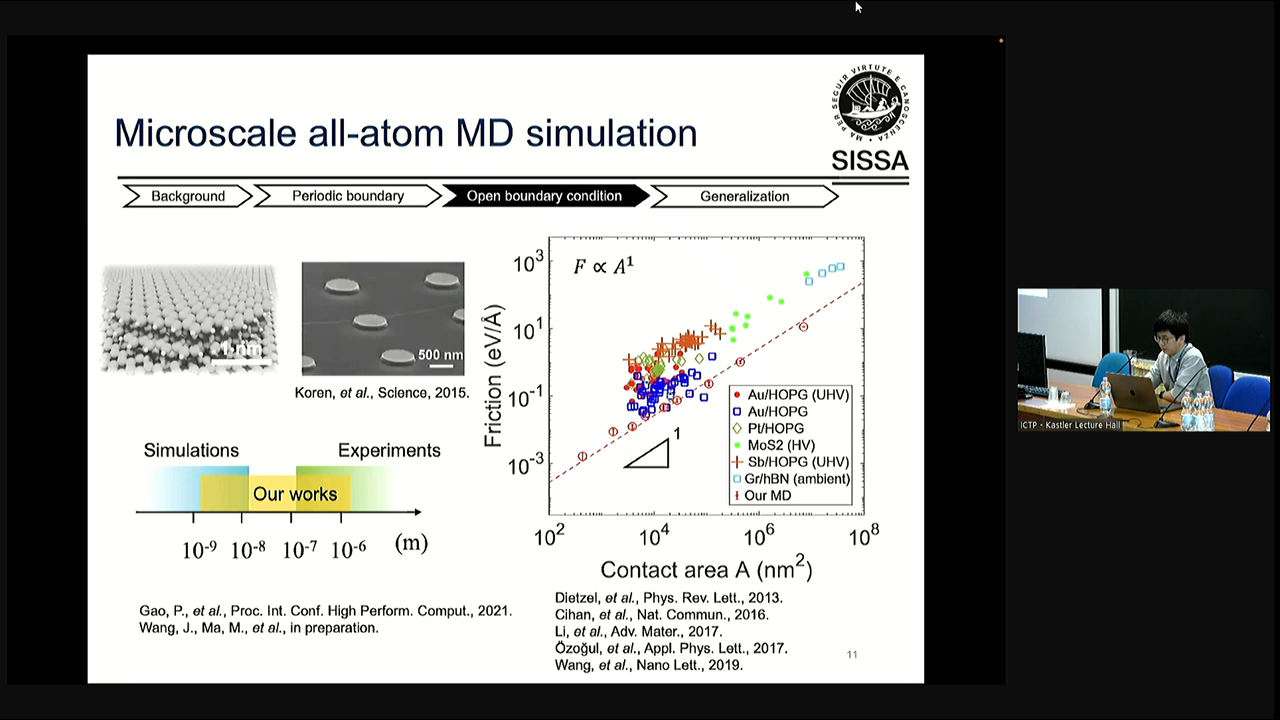 Microscale all-atom MD simulation
MA PER SEGUIR VIRTUTE E CANOSCENZA
SISSA
Background
Periodic boundary
Open boundary condition
Generalization
1 nm
500 nm
Koren, et al., Science, 2015.
Simulations
Experiments
Our works
10⁻⁹ 10⁻⁸ 10⁻⁷ 10⁻⁶ (m)
Gao, P., et al., Proc. Int. Conf. High Perform. Comput., 2021.
Wang, J., Ma, M., et al., in preparation.
F ∝ A¹
Friction (eV/Å)
10³
10¹
10⁻¹
10⁻³
1
Au/HOPG (UHV)
Au/HOPG
Pt/HOPG
MoS2 (HV)
Sb/HOPG (UHV)
Gr/hBN (ambient)
Our MD
10² 10⁴ 10⁶ 10⁸
Contact area A (nm²)
Dietzel, et al., Phys. Rev. Lett., 2013.
Cihan, et al., Nat. Commun., 2016.
Li, et al., Adv. Mater., 2017.
Özoğul, et al., Appl. Phys. Lett., 2017.
Wang, et al., Nano Lett., 2019.
11
ICTP - Kastler Lecture Hall